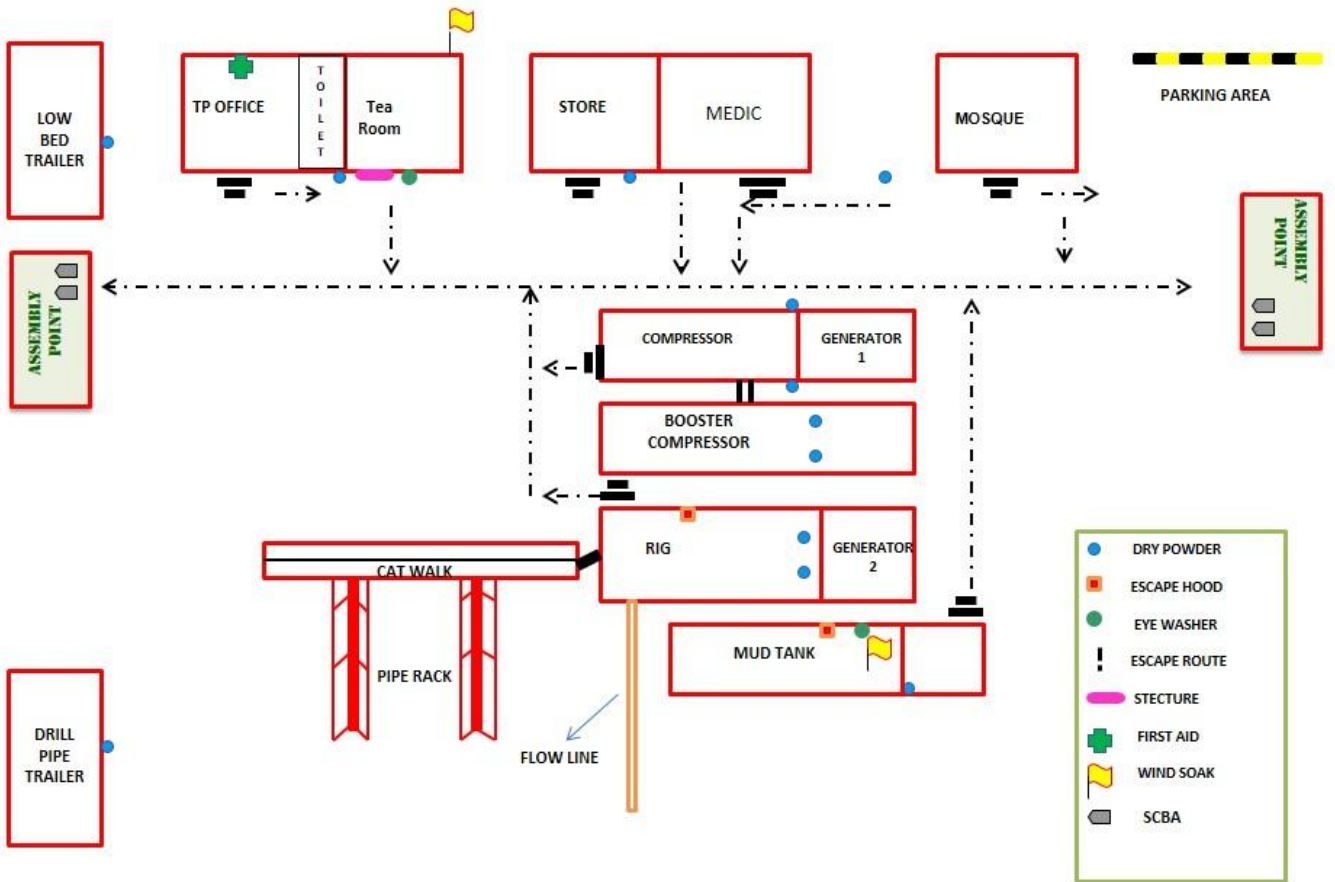 LOW
BED
TRAILER
TP OFFICE
TOILET
Tea
Room
STORE
MEDIC
MOSQUE
PARKING AREA
ASSEMBLY
POINT
ASSEMBLY
POINT
COMPRESSOR
GENERATOR
1
BOOSTER
COMPRESSOR
RIG
GENERATOR
2
CAT WALK
PIPE RACK
MUD TANK
FLOW LINE
DRILL
PIPE
TRAILER
DRY POWDER
ESCAPE HOOD
EYE WASHER
ESCAPE ROUTE
STECTURE
FIRST AID
WIND SOAK
SCBA